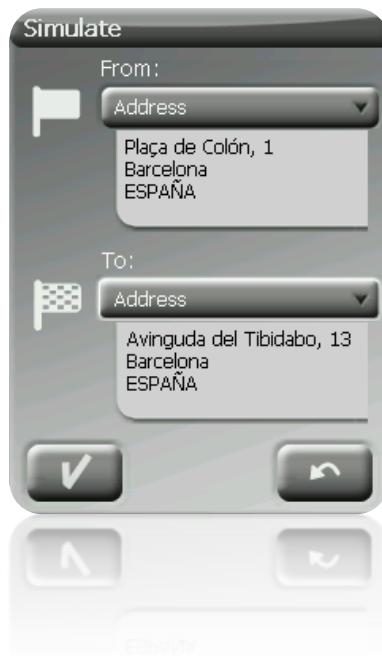 Simulate
From:
Address
Plaça de Colón, 1
Barcelona
ESPAÑA
To:
Address
Avinguda del Tibidabo, 13
Barcelona
ESPAÑA